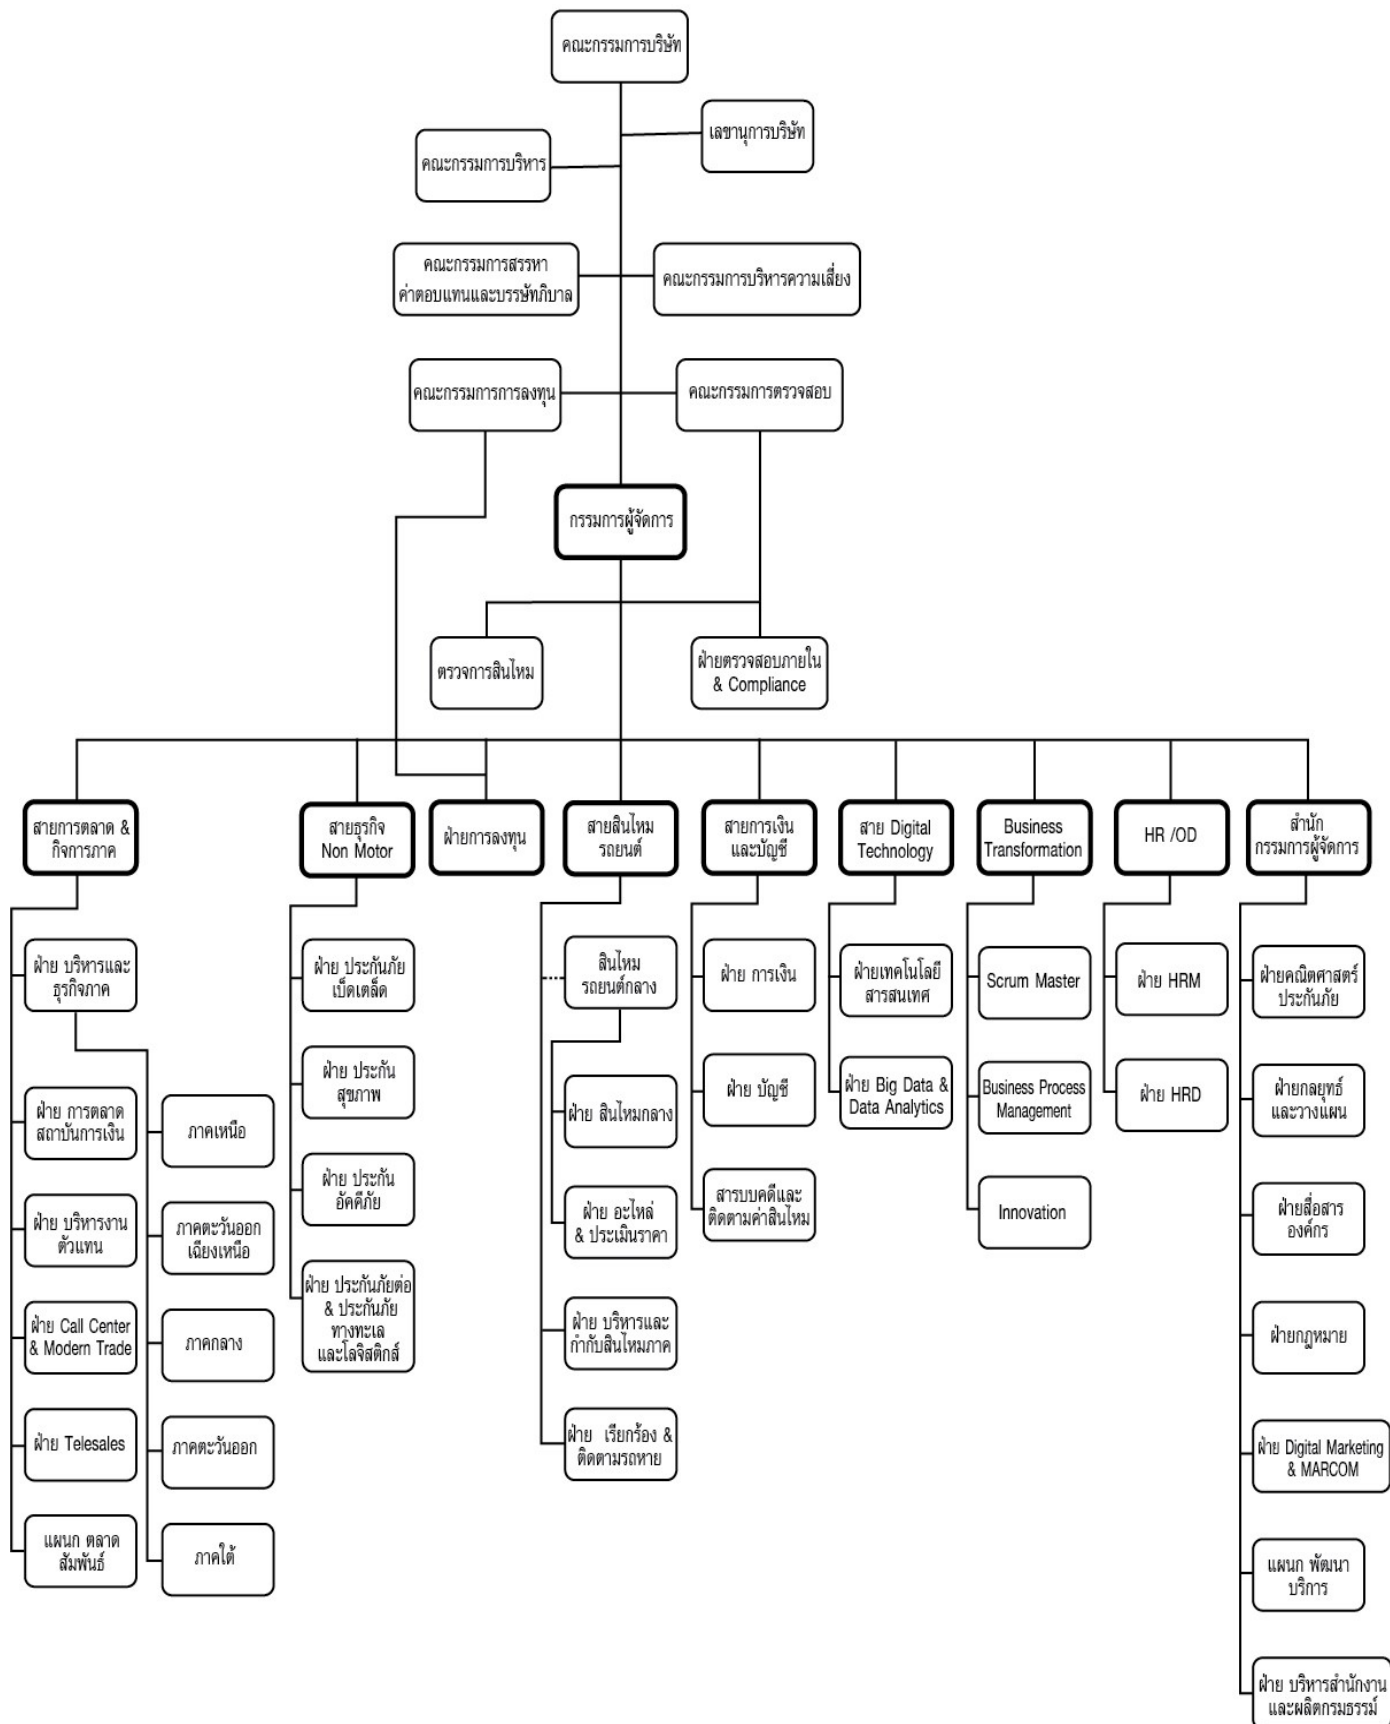 คณะกรรมการบริษัท
เลขานุการบริษัท
คณะกรรมการบริหาร
คณะกรรมการสรรหา
ค่าตอบแทนและบรรษัทภิบาล
คณะกรรมการบริหารความเสี่ยง
คณะกรรมการการลงทุน
คณะกรรมการตรวจสอบ
กรรมการผู้จัดการ
ตรวจการสินไหม
ฝ่ายตรวจสอบภายใน
& Compliance
สายการตลาด &
กิจการภาค
สายธุรกิจ
Non Motor
ฝ่ายการลงทุน
สายสินไหม
รถยนต์
สายการเงิน
และบัญชี
สาย Digital
Technology
Business
Transformation
HR /OD
สำนัก
กรรมการผู้จัดการ
ฝ่าย บริหารและ
ธุรกิจภาค
ฝ่าย การตลาด
สถาบันการเงิน
ฝ่าย บริหารงาน
ตัวแทน
ฝ่าย Call Center
& Modern Trade
ฝ่าย Telesales
แผนก ตลาด
สัมพันธ์
ภาคเหนือ
ภาคตะวันออก
เฉียงเหนือ
ภาคกลาง
ภาคตะวันออก
ภาคใต้
ฝ่าย ประกันภัย
เบ็ดเตล็ด
ฝ่าย ประกัน
สุขภาพ
ฝ่าย ประกัน
อัคคีภัย
ฝ่าย ประกันภัยต่อ
& ประกันภัย
ทางทะเล
และโลจิสติกส์
สินไหม
รถยนต์กลาง
ฝ่าย สินไหมกลาง
ฝ่าย อะไหล่
& ประเมินราคา
ฝ่าย บริหารและ
กำกับสินไหมภาค
ฝ่าย เรียกร้อง &
ติดตามรถหาย
ฝ่าย การเงิน
ฝ่าย บัญชี
สารบบคดีและ
ติดตามค่าสินไหม
ฝ่ายเทคโนโลยี
สารสนเทศ
ฝ่าย Big Data &
Data Analytics
Scrum Master
Business Process
Management
Innovation
ฝ่าย HRM
ฝ่าย HRD
ฝ่ายคณิตศาสตร์
ประกันภัย
ฝ่ายกลยุทธ์
และวางแผน
ฝ่ายสื่อสาร
องค์กร
ฝ่ายกฎหมาย
ฝ่าย Digital Marketing
& MARCOM
แผนก พัฒนา
บริการ
ฝ่าย บริหารสำนักงาน
และผลิตกรมธรรม์